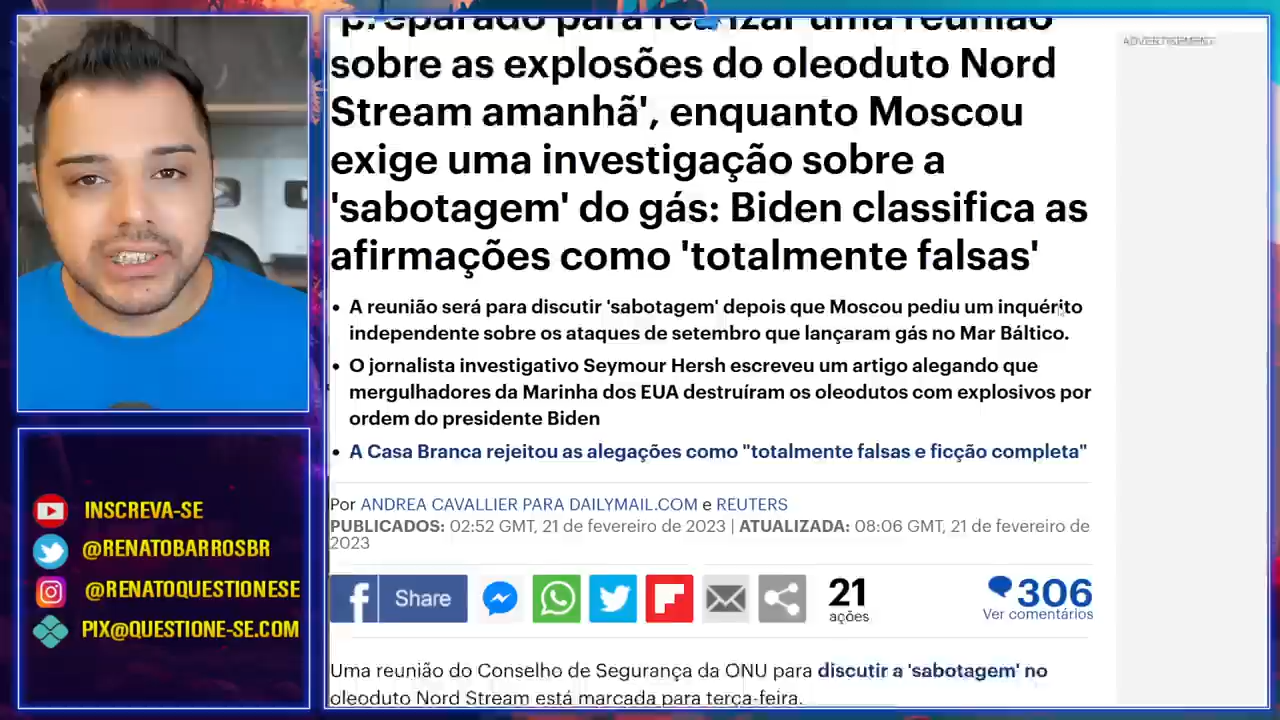 'preparado para realizar uma reunião
sobre as explosões do oleoduto Nord
Stream amanhã', enquanto Moscou
exige uma investigação sobre a
'sabotagem' do gás: Biden classifica as
afirmações como 'totalmente falsas'
ADVERTISEMENT
• A reunião será para discutir 'sabotagem' depois que Moscou pediu um inquérito
independente sobre os ataques de setembro que lançaram gás no Mar Báltico.
• O jornalista investigativo Seymour Hersh escreveu um artigo alegando que
mergulhadores da Marinha dos EUA destruíram os oleodutos com explosivos por
ordem do presidente Biden
• A Casa Branca rejeitou as alegações como "totalmente falsas e ficção completa"
Por ANDREA CAVALLIER PARA DAILYMAIL.COM e REUTERS
PUBLICADOS: 02:52 GMT, 21 de fevereiro de 2023 | ATUALIZADA: 08:06 GMT, 21 de fevereiro de
2023
Share
21
ações
306
Ver comentários
Uma reunião do Conselho de Segurança da ONU para discutir a 'sabotagem' no
oleoduto Nord Stream está marcada para terça-feira.
INSCREVA-SE
@RENATOBARROSBR
@RENATOQUESTIONESE
PIX@QUESTIONE-SE.COM